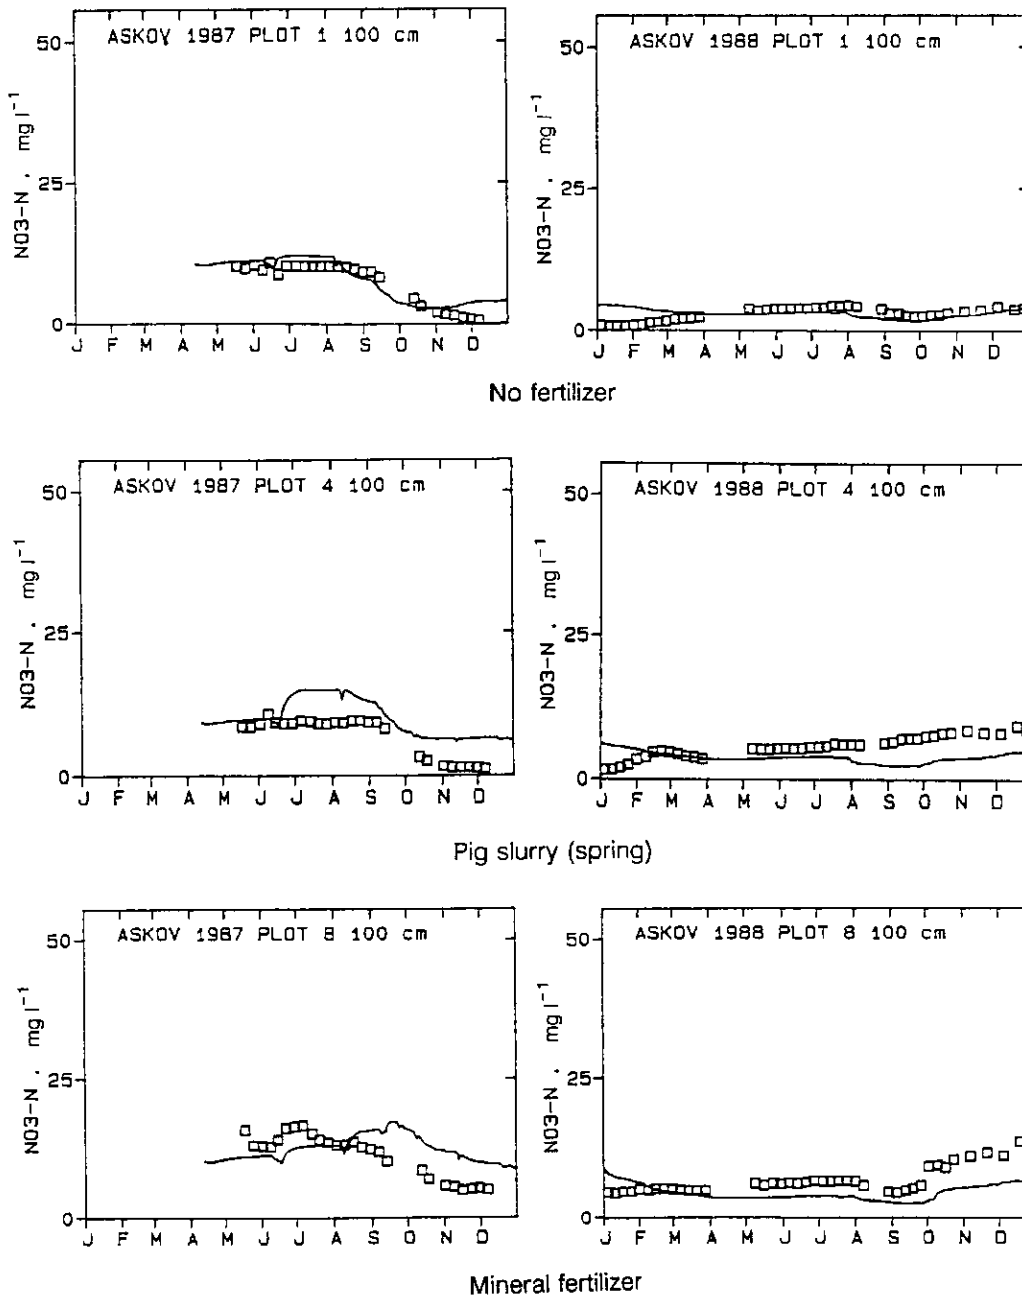 ASKOV 1987 PLOT 1 100 cm
50
25
0
NO3-N , mg l⁻¹
J F M A M J J A S O N D
ASKOV 1988 PLOT 1 100 cm
50
25
0
NO3-N , mg l⁻¹
J F M A M J J A S O N D
No fertilizer
ASKOV 1987 PLOT 4 100 cm
50
25
0
NO3-N , mg l⁻¹
J F M A M J J A S O N D
ASKOV 1988 PLOT 4 100 cm
50
25
0
NO3-N , mg l⁻¹
J F M A M J J A S O N D
Pig slurry (spring)
ASKOV 1987 PLOT 8 100 cm
50
25
0
NO3-N , mg l⁻¹
J F M A M J J A S O N D
ASKOV 1988 PLOT 8 100 cm
50
25
0
NO3-N , mg l⁻¹
J F M A M J J A S O N D
Mineral fertilizer